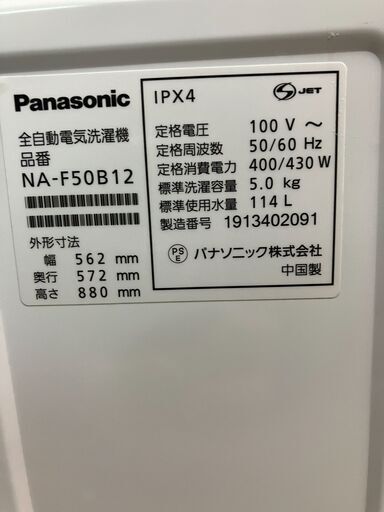 Panasonic
全自動電気洗濯機
品番
NA-F50B12
外形寸法
幅 562 mm
奥行 572 mm
高さ 880 mm
IPX4
S JET
定格電圧 100 V ～
定格周波数 50/60 Hz
定格消費電力 400/430 W
標準洗濯容量 5.0 kg
標準使用水量 114 L
製造番号 1913402091
PS E パナソニック株式会社
中国製